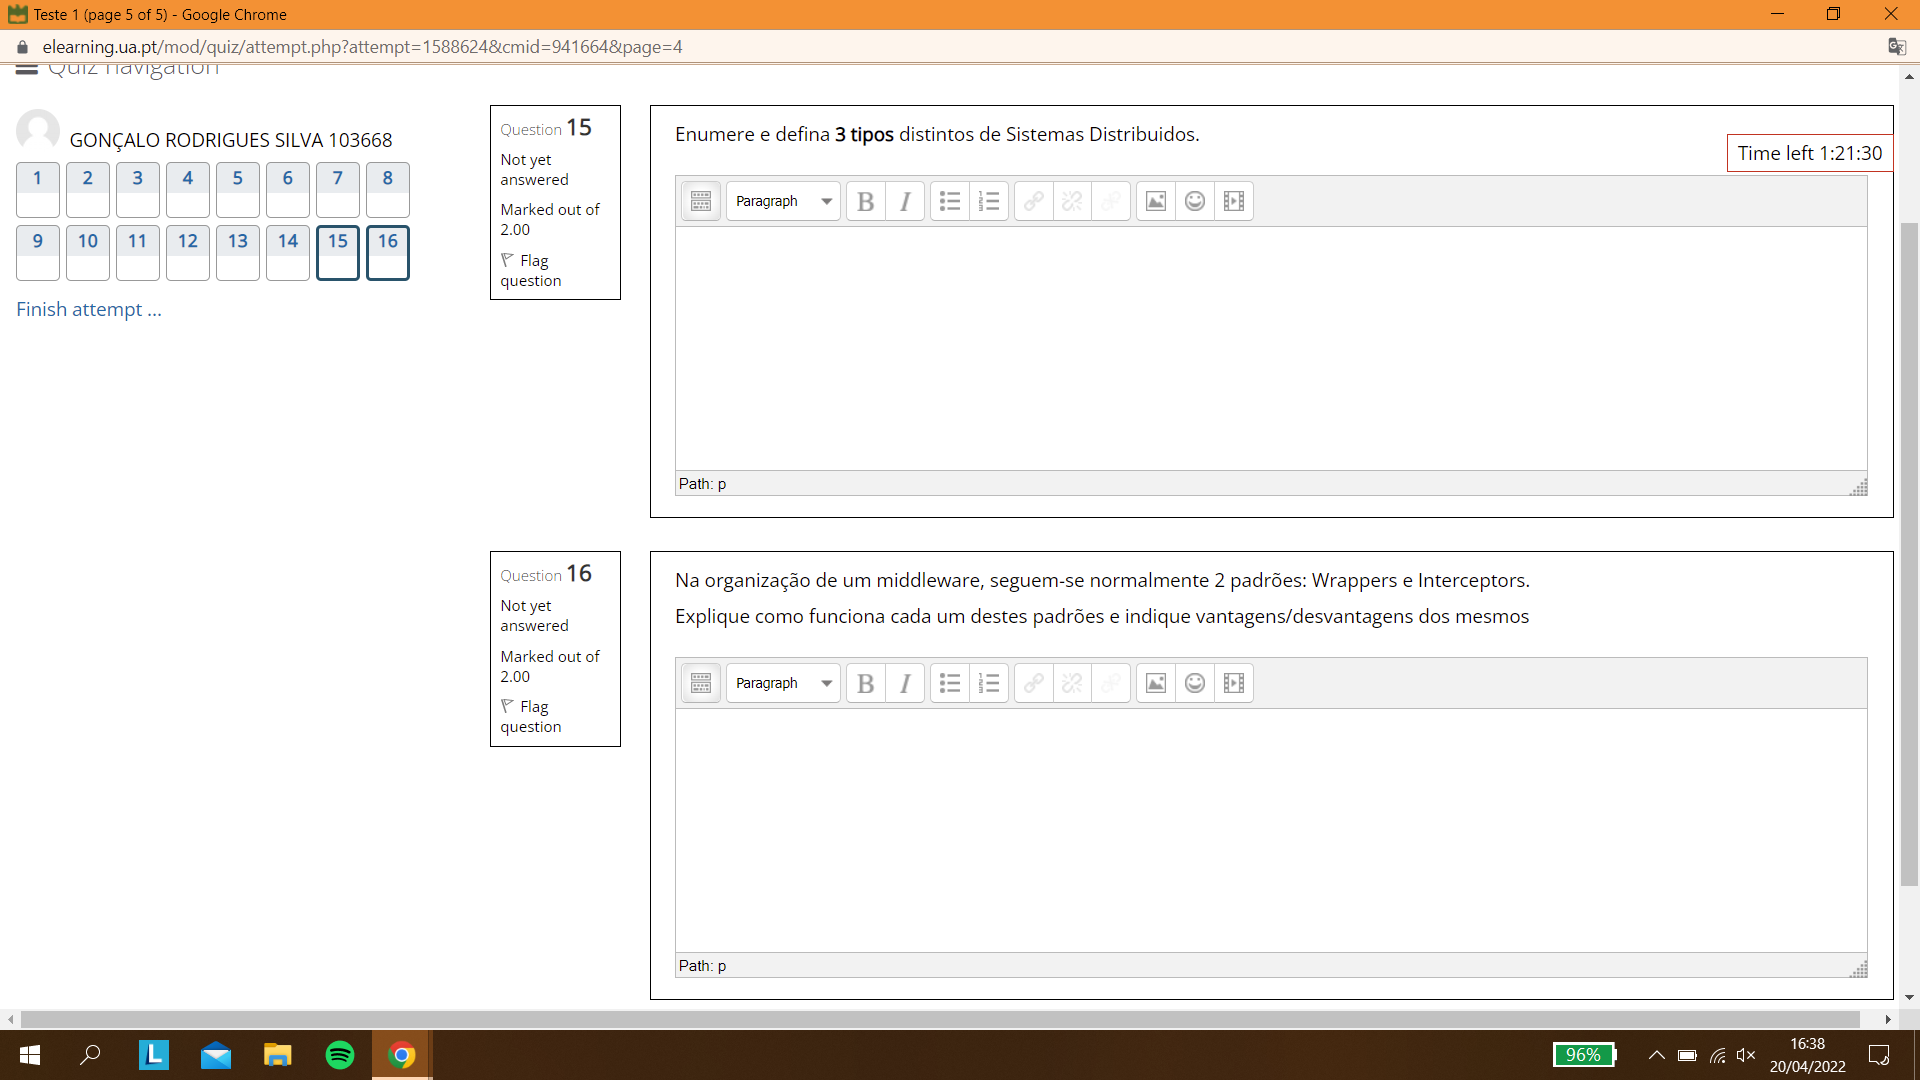 Teste 1 (page 5 of 5) - Google Chrome
elearning.ua.pt/mod/quiz/attempt.php?attempt=1588624&cmid=941664&page=4
Quiz navigation
GONÇALO RODRIGUES SILVA 103668
1 2 3 4 5 6 7 8
9 10 11 12 13 14 15 16
Finish attempt ...
Question 15
Not yet
answered
Marked out of
2.00
Flag
question
Enumere e defina 3 tipos distintos de Sistemas Distribuidos.
Time left 1:21:30
Paragraph B I
Path: p
Question 16
Not yet
answered
Marked out of
2.00
Flag
question
Na organização de um middleware, seguem-se normalmente 2 padrões: Wrappers e Interceptors.
Explique como funciona cada um destes padrões e indique vantagens/desvantagens dos mesmos
Paragraph B I
Path: p
L
96%
16:38
20/04/2022